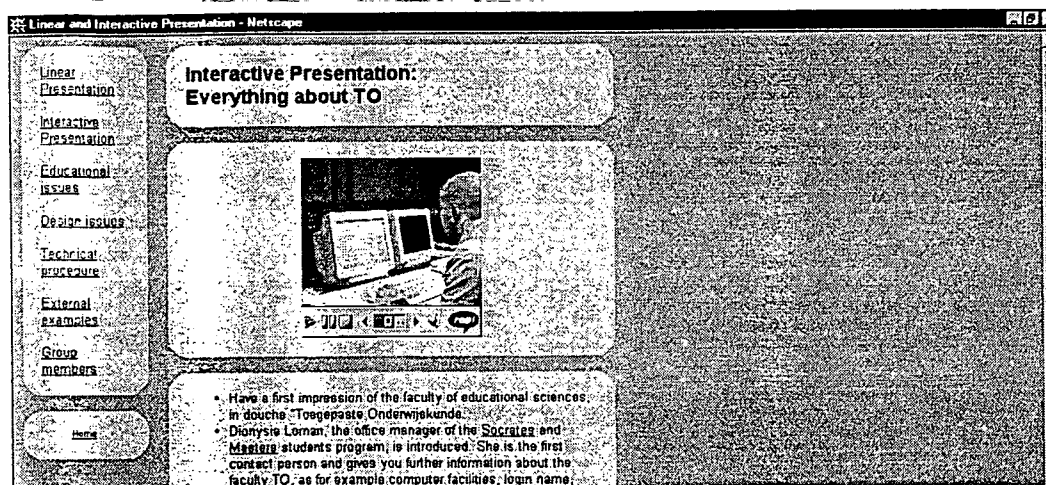 Linear and Interactive Presentation - Netscape
Linear
Presentation
Interactive
Presentation
Educational
issues
Design issues
Technical
procedure
External
examples
Group
members
Home
Interactive Presentation:
Everything about TO
• Have a first impression of the faculty of educational sciences,
in douche "Toegepaste Onderwijskunde.
• Dionysia Loman, the office manager of the Socrates and
Masters students program, is introduced. She is the first
contact person and gives you further information about the
faculty TO, as for example computer facilities, login name,